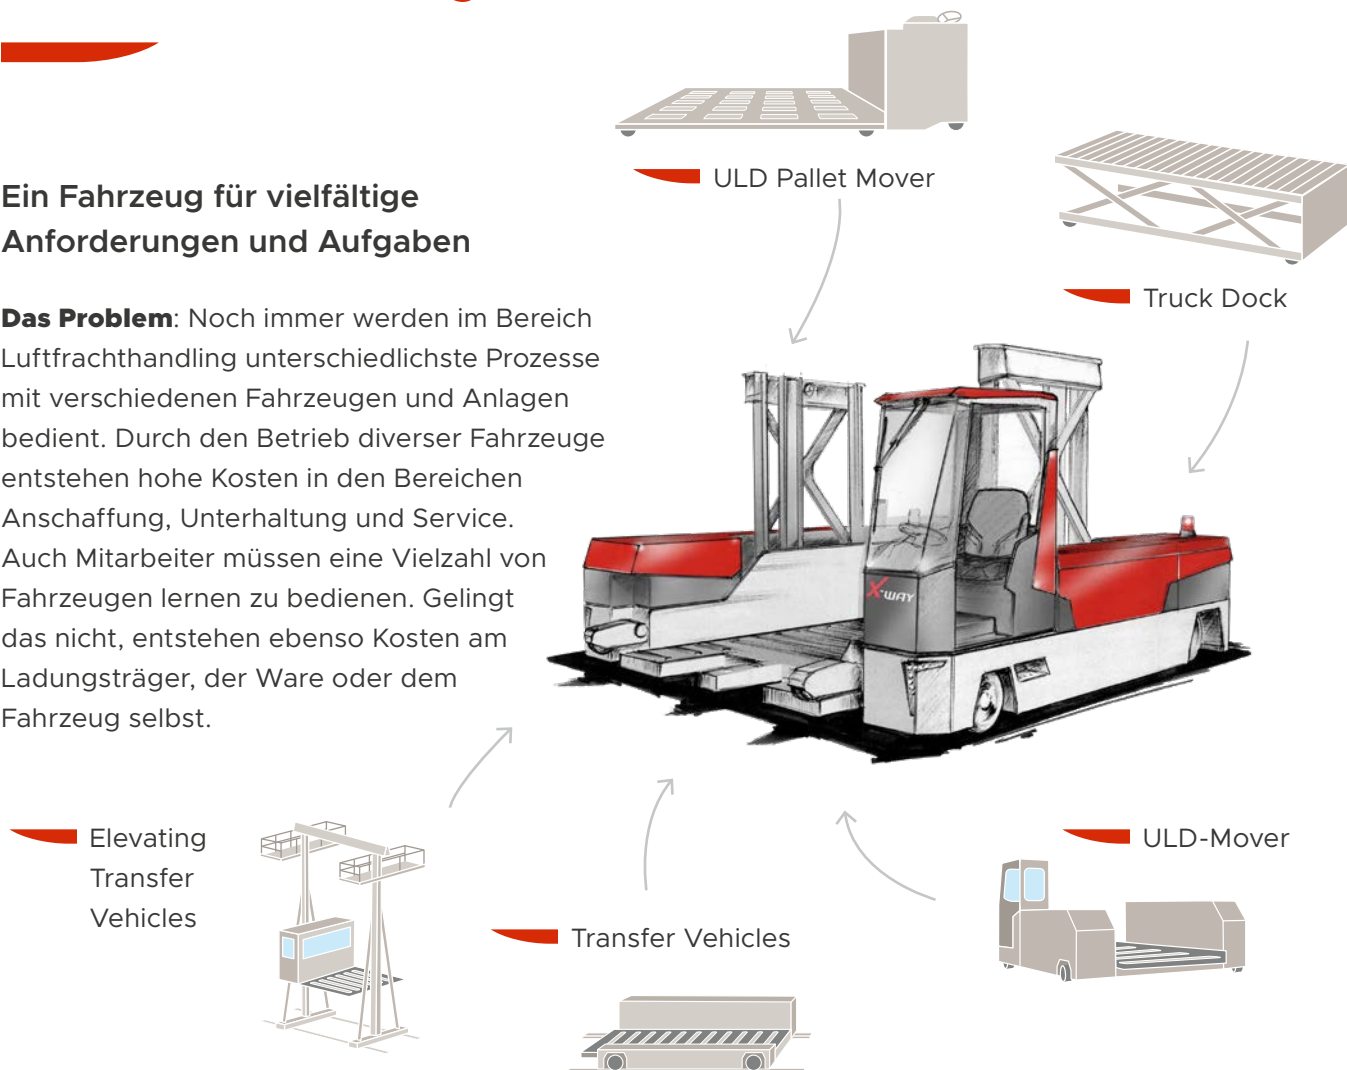 ULD Pallet Mover
Ein Fahrzeug für vielfältige
Anforderungen und Aufgaben
Truck Dock
Das Problem: Noch immer werden im Bereich
Luftfrachthandling unterschiedlichste Prozesse
mit verschiedenen Fahrzeugen und Anlagen
bedient. Durch den Betrieb diverser Fahrzeuge
entstehen hohe Kosten in den Bereichen
Anschaffung, Unterhaltung und Service.
Auch Mitarbeiter müssen eine Vielzahl von
Fahrzeugen lernen zu bedienen. Gelingt
das nicht, entstehen ebenso Kosten am
Ladungsträger, der Ware oder dem
Fahrzeug selbst.
X-WAY
Elevating
Transfer
Vehicles
Transfer Vehicles
ULD-Mover